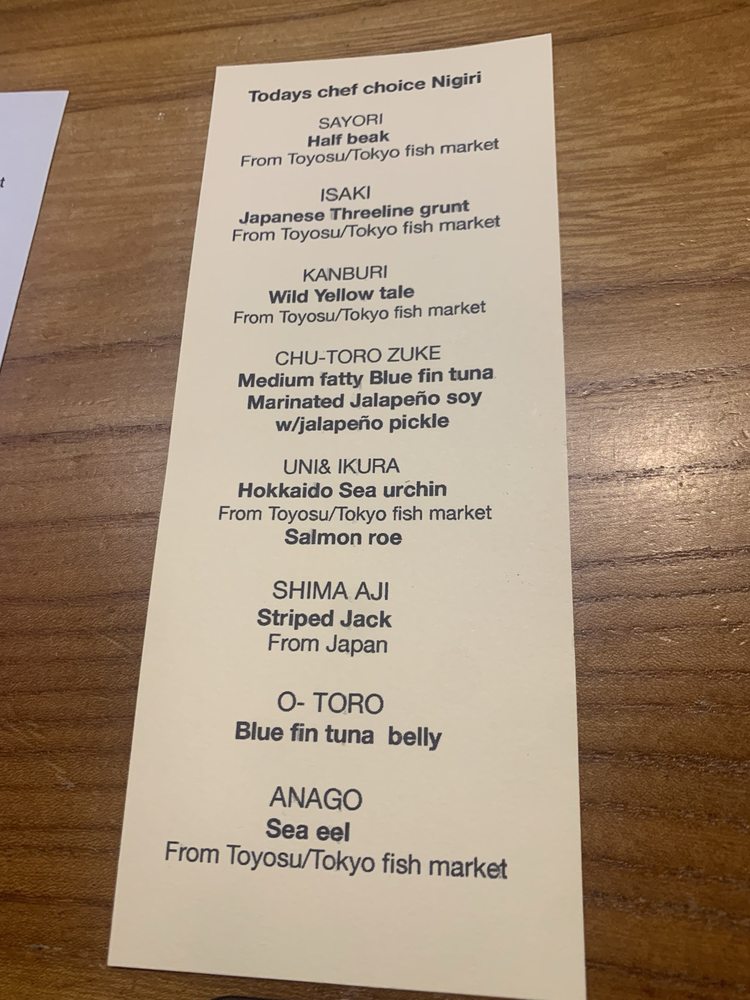 Todays chef choice Nigiri
SAYORI
Half beak
From Toyosu/Tokyo fish market
ISAKI
Japanese Threeline grunt
From Toyosu/Tokyo fish market
KANBURI
Wild Yellow tale
From Toyosu/Tokyo fish market
CHU-TORO ZUKE
Medium fatty Blue fin tuna
Marinated Jalapeño soy
w/jalapeño pickle
UNI& IKURA
Hokkaido Sea urchin
From Toyosu/Tokyo fish market
Salmon roe
SHIMA AJI
Striped Jack
From Japan
O- TORO
Blue fin tuna belly
ANAGO
Sea eel
From Toyosu/Tokyo fish market